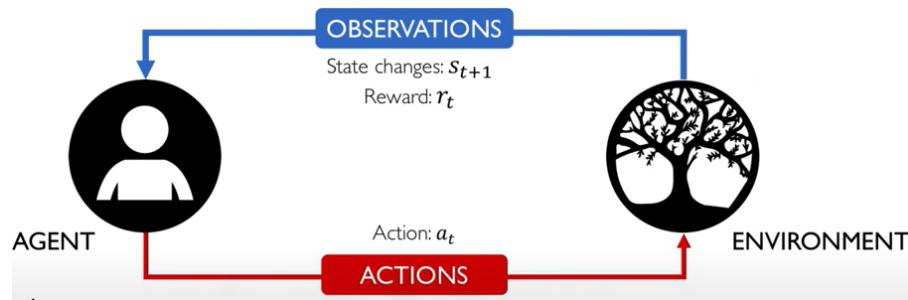 OBSERVATIONS
State changes: s_{t+1}
Reward: r_t
AGENT
Action: a_t
ENVIRONMENT
ACTIONS